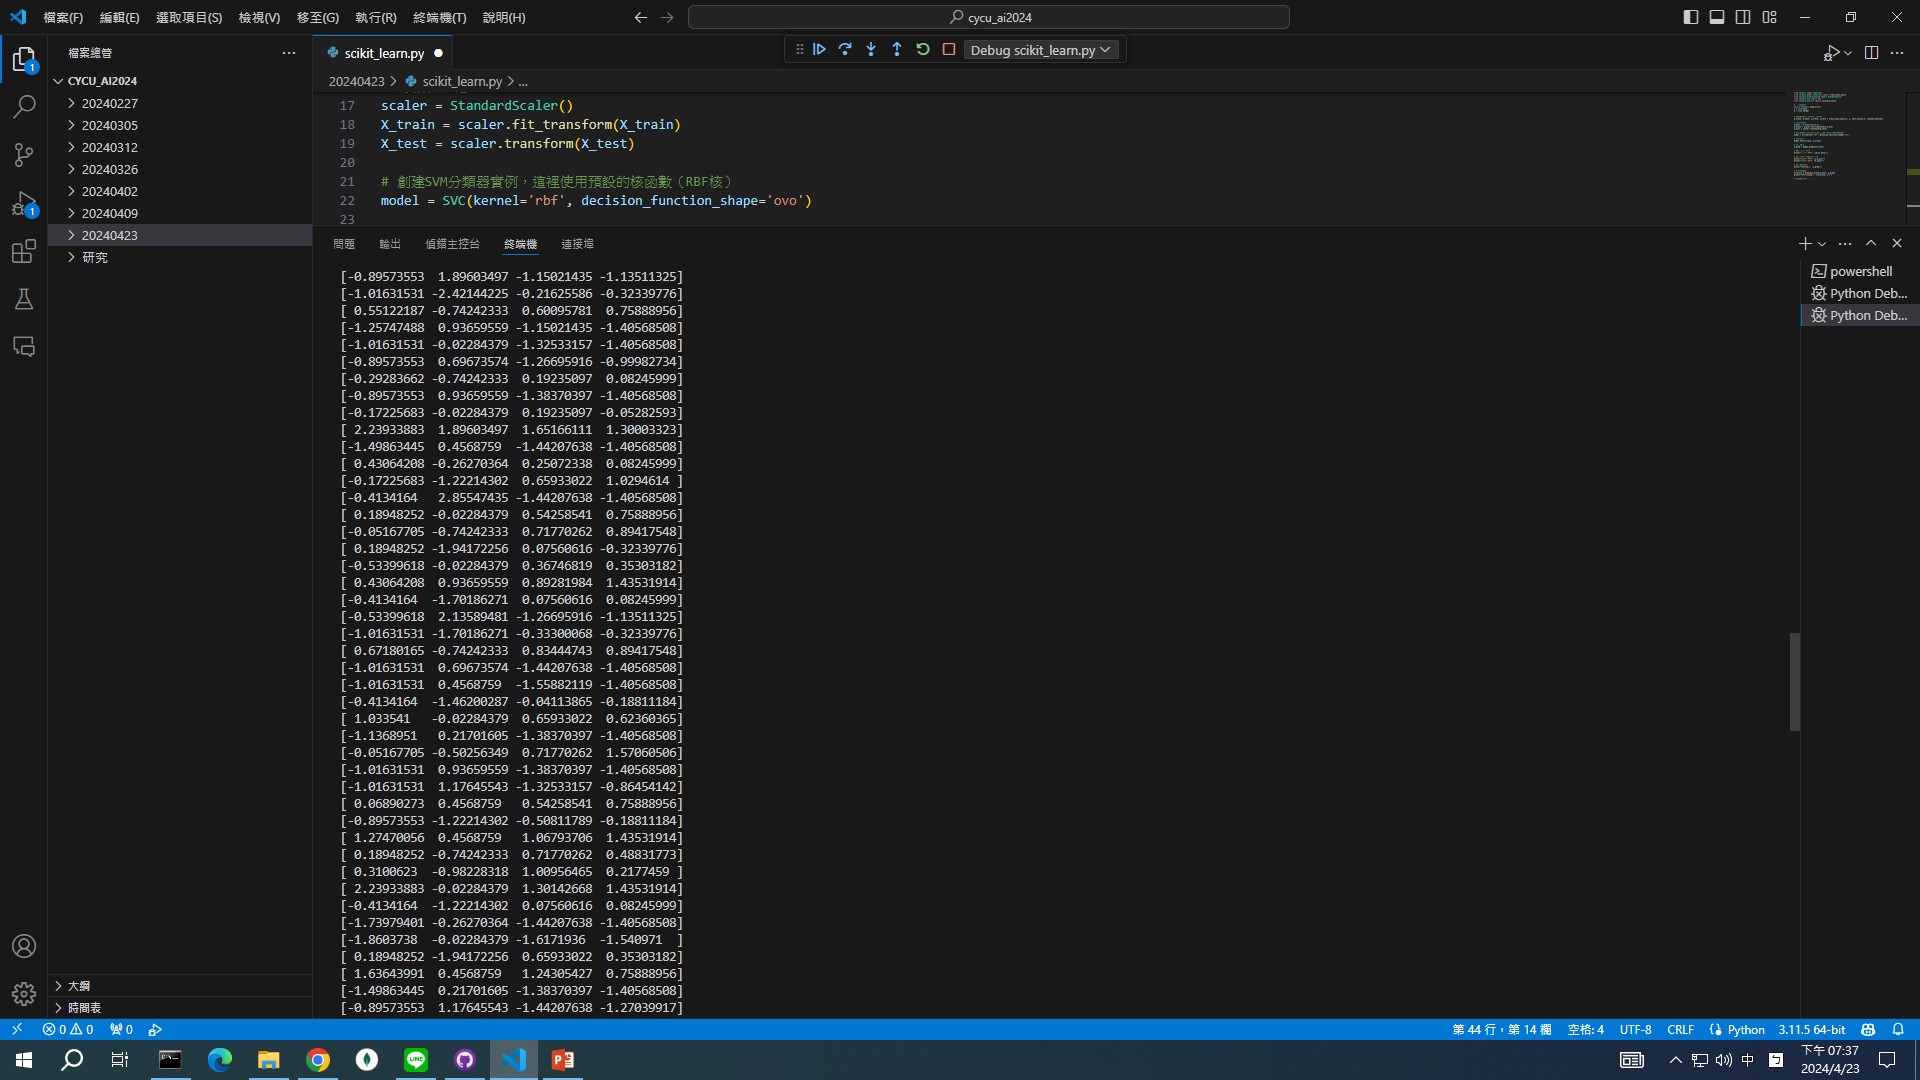 檔案(F) 編輯(E) 選取項目(S) 檢視(V) 移至(G) 執行(R) 終端機(T) 說明(H)
cycu_ai2024
檔案總管
CYCU_AI2024
20240227
20240305
20240312
20240326
20240402
20240409
20240423
研究
大綱
時間表
scikit_learn.py
Debug scikit_learn.py
20240423 > scikit_learn.py > ...
17 scaler = StandardScaler()
18 X_train = scaler.fit_transform(X_train)
19 X_test = scaler.transform(X_test)
20
21 # 創建SVM分類器實例，這裡使用預設的核函數（RBF核）
22 model = SVC(kernel='rbf', decision_function_shape='ovo')
23
問題 輸出 偵錯主控台 終端機 連接埠
[-0.89573553  1.89603497 -1.15021435 -1.13511325]
[-1.01631531 -2.42144225 -0.21625586 -0.32339776]
[ 0.55122187 -0.74242333  0.60095781  0.75888956]
[-1.25747488  0.93659559 -1.15021435 -1.40568508]
[-1.01631531 -0.02284379 -1.32533157 -1.40568508]
[-0.89573553  0.69673574 -1.26695916 -0.99982734]
[-0.29283662 -0.74242333  0.19235097  0.08245999]
[-0.89573553  0.93659559 -1.38370397 -1.40568508]
[-0.17225683 -0.02284379  0.19235097 -0.05282593]
[ 2.23933883  1.89603497  1.65166111  1.30003323]
[-1.49863445  0.4568759  -1.44207638 -1.40568508]
[ 0.43064208 -0.26270364  0.25072338  0.08245999]
[-0.17225683 -1.22214302  0.65933022  1.0294614 ]
[-0.4134164   2.85547435 -1.44207638 -1.40568508]
[ 0.18948252 -0.02284379  0.54258541  0.75888956]
[-0.05167705 -0.74242333  0.71770262  0.89417548]
[ 0.18948252 -1.94172256  0.07560616 -0.32339776]
[-0.53399618 -0.02284379  0.36746819  0.35303182]
[ 0.43064208  0.93659559  0.89281984  1.43531914]
[-0.4134164  -1.70186271  0.07560616  0.08245999]
[-0.53399618  2.13589481 -1.26695916 -1.13511325]
[-1.01631531 -1.70186271 -0.33300068 -0.32339776]
[ 0.67180165 -0.74242333  0.83444743  0.89417548]
[-1.01631531  0.69673574 -1.44207638 -1.40568508]
[-1.01631531  0.4568759  -1.55882119 -1.40568508]
[-0.4134164  -1.46200287 -0.04113865 -0.18811184]
[ 1.033541   -0.02284379  0.65933022  0.62360365]
[-1.1368951   0.21701605 -1.38370397 -1.40568508]
[-0.05167705 -0.50256349  0.71770262  1.57060506]
[-1.01631531  0.93659559 -1.38370397 -1.40568508]
[-1.01631531  1.17645543 -1.32533157 -0.86454142]
[ 0.06890273  0.4568759   0.54258541  0.75888956]
[-0.89573553 -1.22214302 -0.50811789 -0.18811184]
[ 1.27470056  0.4568759   1.06793706  1.43531914]
[ 0.18948252 -0.74242333  0.71770262  0.48831773]
[ 0.3100623  -0.98228318  1.00956465  0.2177459 ]
[ 2.23933883 -0.02284379  1.30142668  1.43531914]
[-0.4134164  -1.22214302  0.07560616  0.08245999]
[-1.73979401 -0.26270364 -1.44207638 -1.40568508]
[-1.8603738  -0.02284379 -1.6171936  -1.540971  ]
[ 0.18948252 -1.94172256  0.65933022  0.35303182]
[ 1.63643991  0.4568759   1.24305427  0.75888956]
[-1.49863445  0.21701605 -1.38370397 -1.40568508]
[-0.89573553  1.17645543 -1.44207638 -1.27039917]
powershell
Python Deb...
Python Deb...
0 0 0
第 44 行，第 14 欄 空格: 4 UTF-8 CRLF Python 3.11.5 64-bit
LINE
中
下午 07:37
2024/4/23